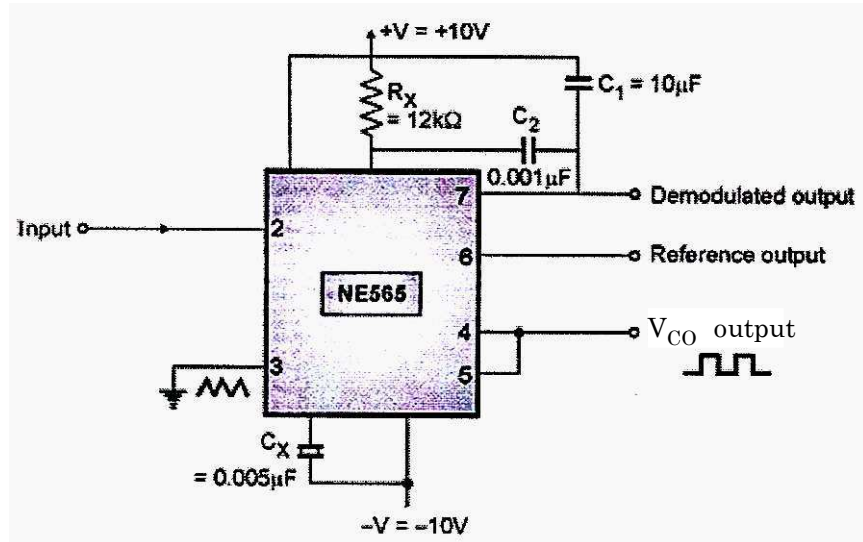 +V = +10V
R_X
= 12kΩ
C_1 = 10μF
C_2
0.001μF
7
Demodulated output
Input
2
6
Reference output
NE565
4
V_CO output
3
5
C_X
= 0.005μF
–V = –10V